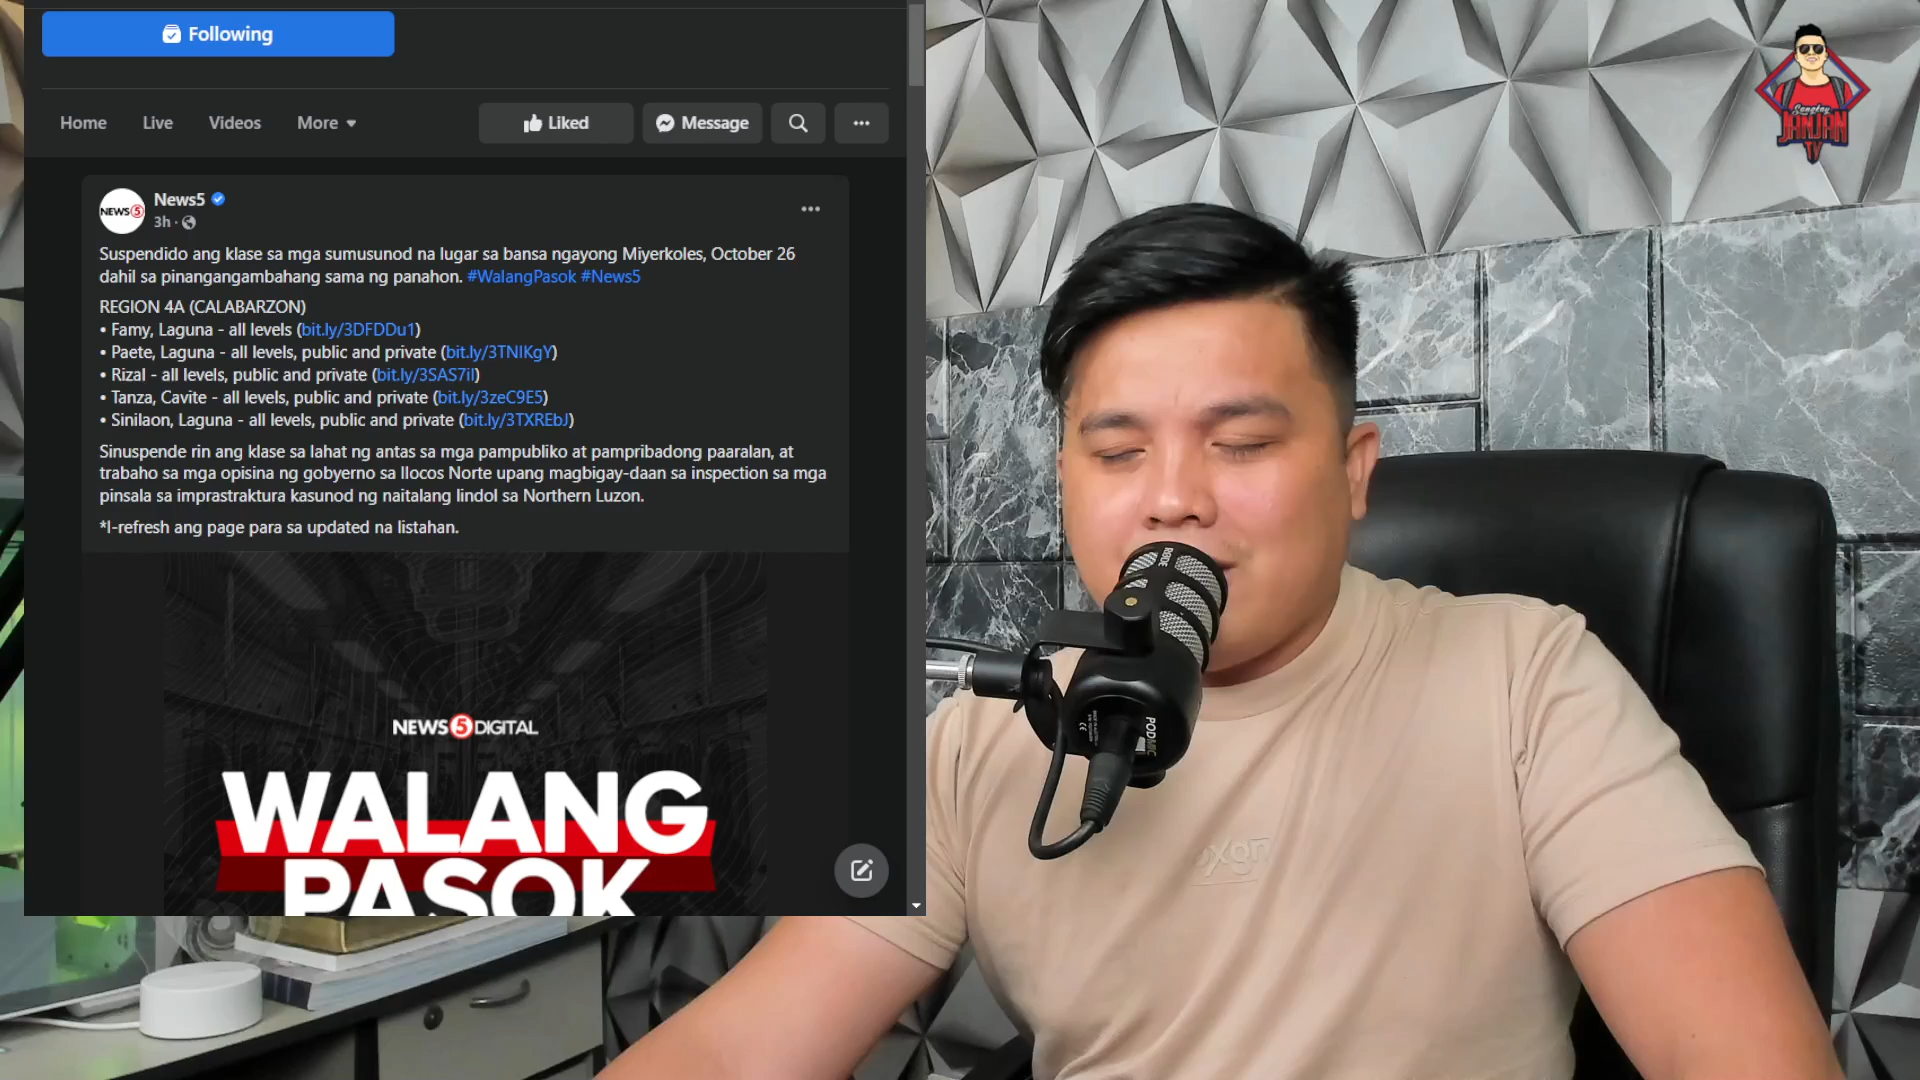 Following
Home Live Videos More Liked Message
News5
3h
Suspendido ang klase sa mga sumusunod na lugar sa bansa ngayong Miyerkoles, October 26
dahil sa pinangangambahang sama ng panahon. #WalangPasok #News5
REGION 4A (CALABARZON)
• Famy, Laguna - all levels (bit.ly/3DFDDu1)
• Paete, Laguna - all levels, public and private (bit.ly/3TNIKgY)
• Rizal - all levels, public and private (bit.ly/3SAS7iI)
• Tanza, Cavite - all levels, public and private (bit.ly/3zeC9E5)
• Sinilaon, Laguna - all levels, public and private (bit.ly/3TXREbJ)
Sinuspende rin ang klase sa lahat ng antas sa mga pampubliko at pampribadong paaralan, at
trabaho sa mga opisina ng gobyerno sa Ilocos Norte upang magbigay-daan sa inspection sa mga
pinsala sa imprastraktura kasunod ng naitalang lindol sa Northern Luzon.
*I-refresh ang page para sa updated na listahan.
NEWS5 DIGITAL
WALANG
PASOK
NEWS5
Sangkay
JANJAN
TV
RODE
PODMIC